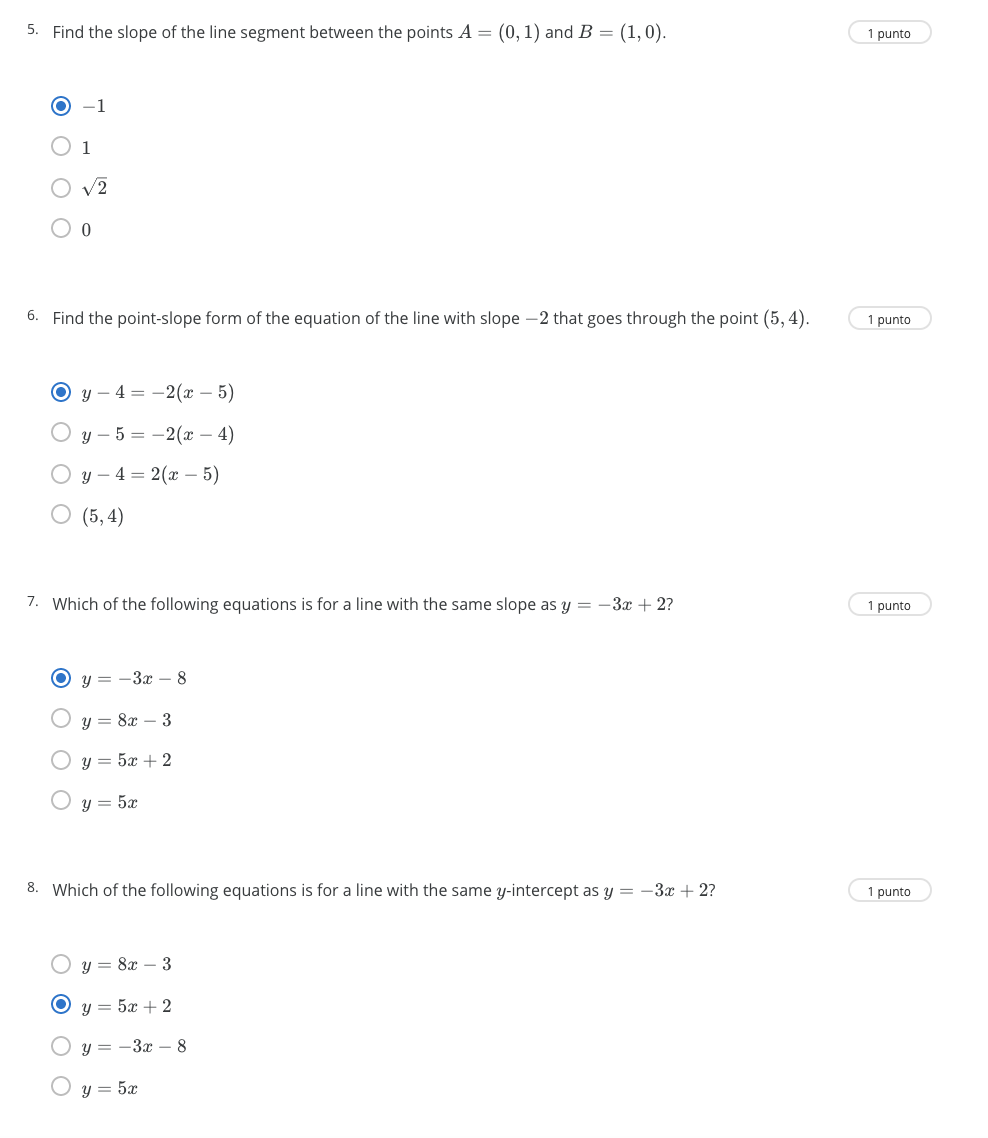 5. Find the slope of the line segment between the points A = (0, 1) and B = (1, 0). 1 punto
−1
1
√2
0
6. Find the point-slope form of the equation of the line with slope −2 that goes through the point (5, 4). 1 punto
y − 4 = −2(x − 5)
y − 5 = −2(x − 4)
y − 4 = 2(x − 5)
(5, 4)
7. Which of the following equations is for a line with the same slope as y = −3x + 2? 1 punto
y = −3x − 8
y = 8x − 3
y = 5x + 2
y = 5x
8. Which of the following equations is for a line with the same y-intercept as y = −3x + 2? 1 punto
y = 8x − 3
y = 5x + 2
y = −3x − 8
y = 5x